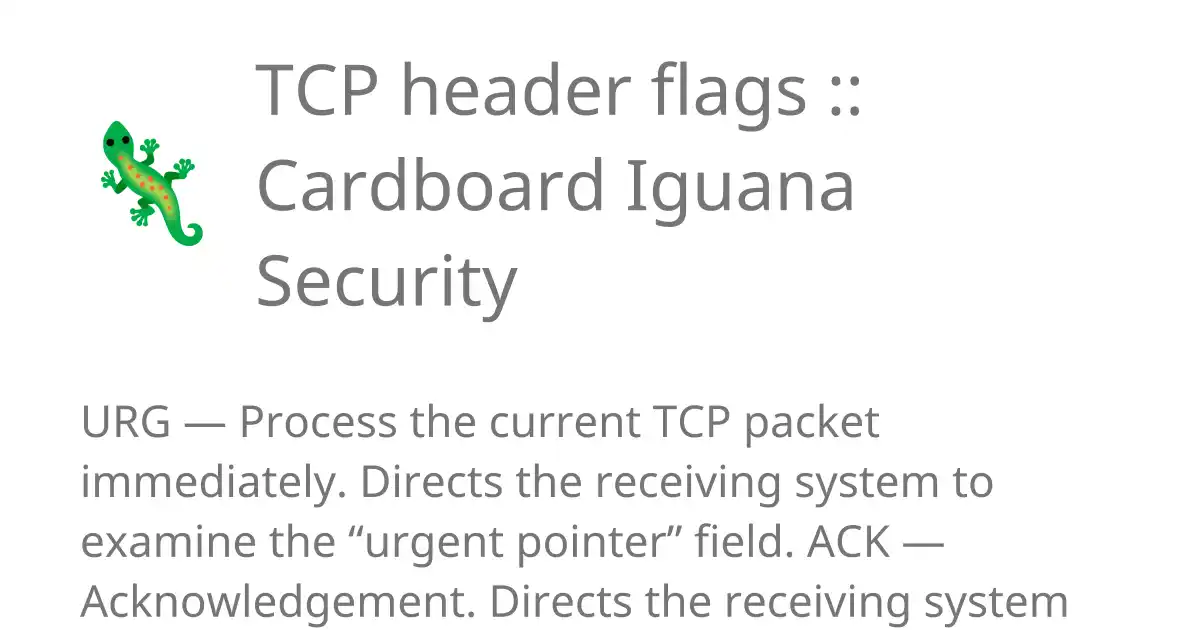 TCP header flags ::
Cardboard Iguana
Security
URG — Process the current TCP packet
immediately. Directs the receiving system to
examine the “urgent pointer” field. ACK —
Acknowledgement. Directs the receiving system